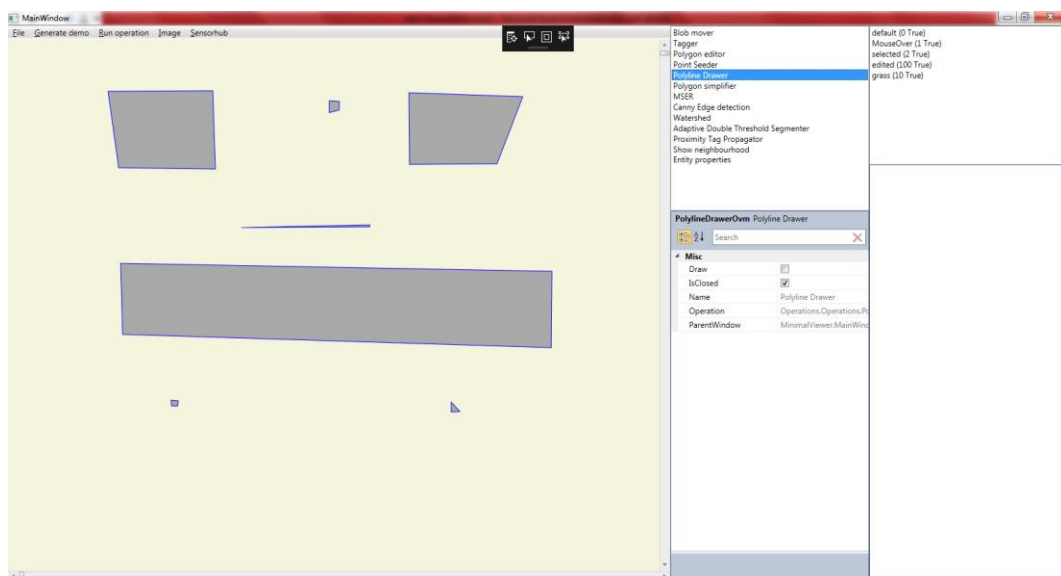 MainWindow
File Generate demo Run operation Image Sensorhub
Blob mover
Tagger
Polygon editor
Point Seeder
Polyline Drawer
Polygon simplifier
MSER
Canny Edge detection
Watershed
Adaptive Double Threshold Segmenter
Proximity Tag Propagator
Show neighbourhood
Entity properties
default (0 True)
MouseOver (1 True)
selected (2 True)
edited (100 True)
grass (10 True)
PolylineDrawerOvm Polyline Drawer
Search
Misc
Draw
IsClosed
Name Polyline Drawer
Operation Operations.Operations.Po
ParentWindow MinimalViewer.MainWind